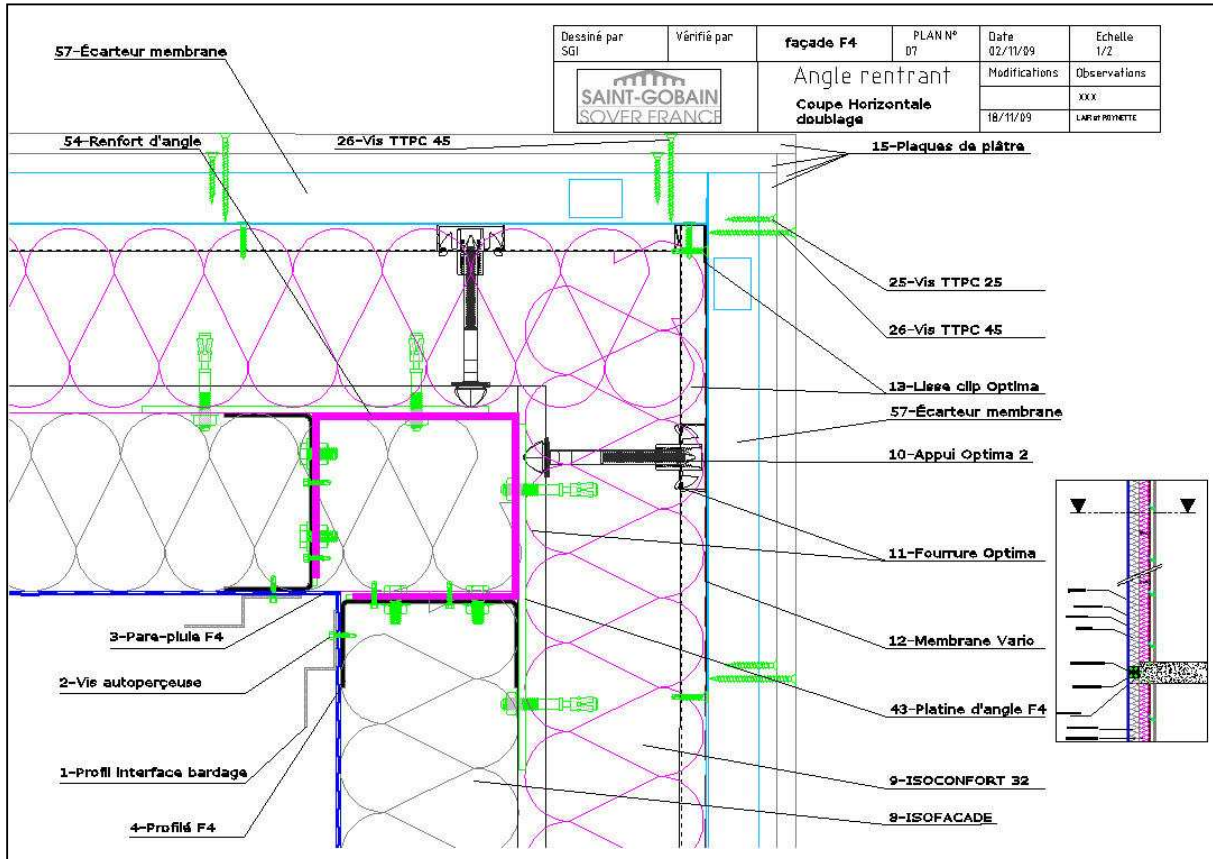 57-Écarteur membrane
Dessiné par
SGI
Vérifié par
façade F4
PLAN N°
07
Date
02/11/09
Echelle
1/2
SAINT-GOBAIN
ISOVER FRANCE
Angle rentrant
Coupe Horizontale
doublage
Modifications
Observations
XXX
18/11/09
54-Renfort d'angle
26-Vis TTPC 45
15-Plaques de plâtre
25-Vis TTPC 25
26-Vis TTPC 45
13-Lisse clip Optima
57-Écarteur membrane
10-Appui Optima 2
11-Fourrure Optima
3-Pare-pluie F4
12-Membrane Vario
2-Vis autoperçeuse
43-Platine d'angle F4
1-Profil interface bardage
9-ISOCONFORT 32
4-Profilé F4
8-ISOFACADE